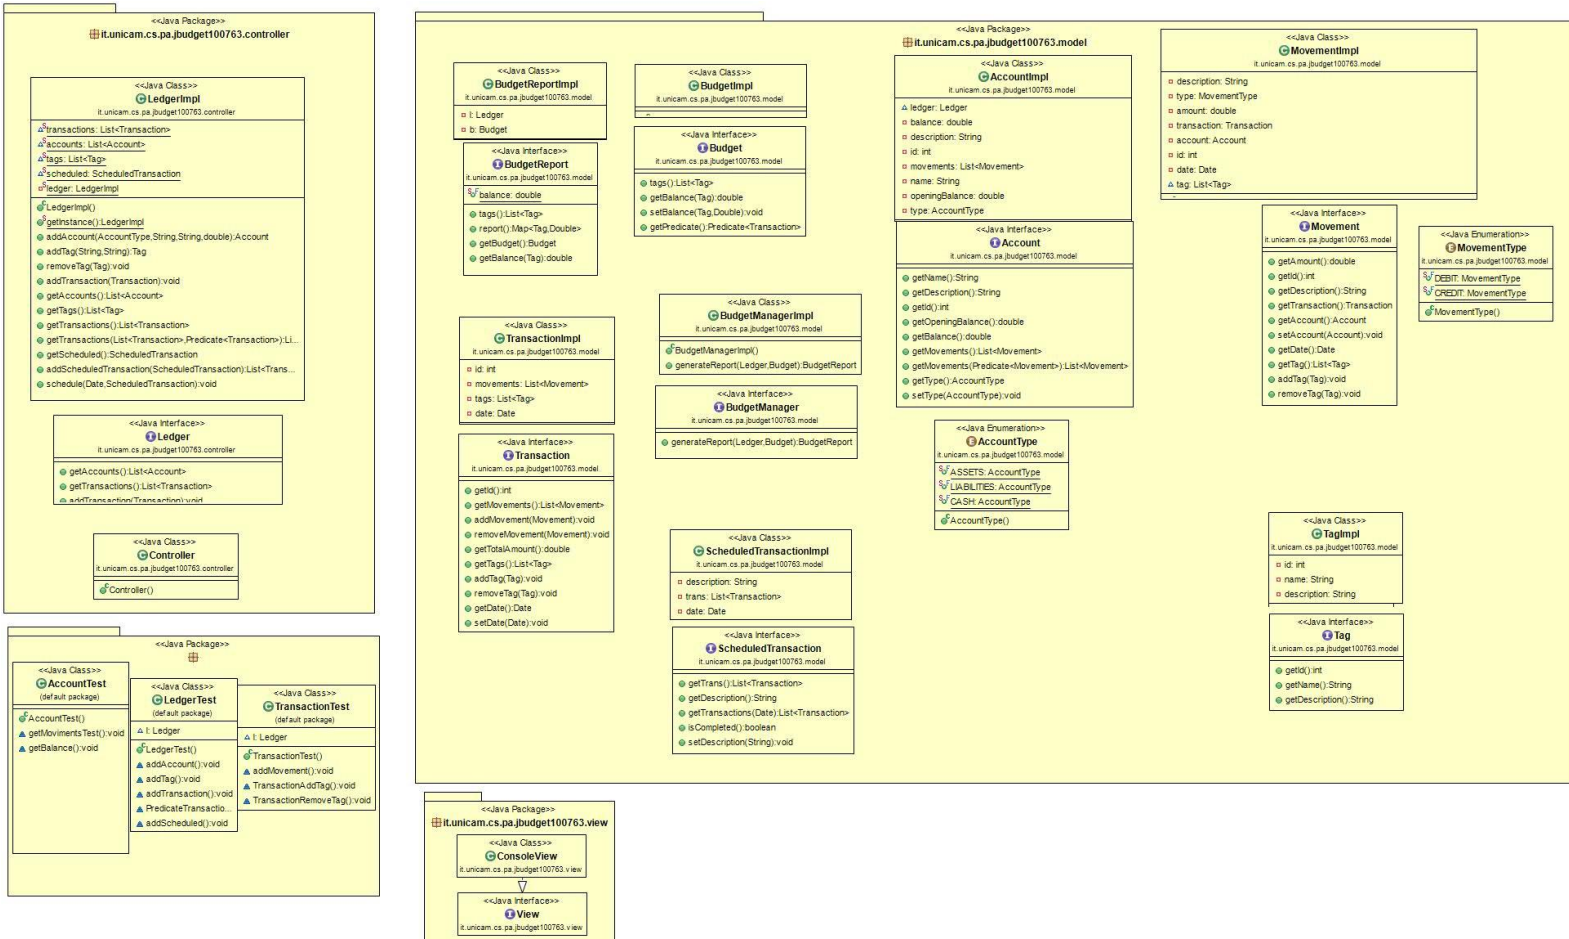 <<Java Package>>
it.unicam.cs.pa.jbudget100763.controller
<<Java Class>>
LedgerImpl
it.unicam.cs.pa.jbudget100763.controller
transactions: List<Transaction>
accounts: List<Account>
tags: List<Tag>
scheduled: ScheduledTransaction
ledger: LedgerImpl
LedgerImpl()
getInstance():LedgerImpl
addAccount(AccountType,String,String,double):Account
addTag(String,String):Tag
removeTag(Tag):void
addTransaction(Transaction):void
getAccounts():List<Account>
getTags():List<Tag>
getTransactions():List<Transaction>
getTransactions(List<Transaction>,Predicate<Transaction>):Li...
getScheduled():ScheduledTransaction
addScheduledTransaction(ScheduledTransaction):List<Trans...
schedule(Date,ScheduledTransaction):void
<<Java Interface>>
Ledger
it.unicam.cs.pa.jbudget100763.controller
getAccounts():List<Account>
getTransactions():List<Transaction>
addTransaction(Transaction):void
<<Java Class>>
Controller
it.unicam.cs.pa.jbudget100763.controller
Controller()
<<Java Package>>
<<Java Class>>
AccountTest
(default package)
AccountTest()
getMovimentsTest():void
getBalance():void
<<Java Class>>
LedgerTest
(default package)
l: Ledger
LedgerTest()
addAccount():void
addTag():void
addTransaction():void
PredicateTransactio...
addScheduled():void
<<Java Class>>
TransactionTest
(default package)
l: Ledger
TransactionTest()
addMovement():void
TransactionAddTag():void
TransactionRemoveTag():void
<<Java Package>>
it.unicam.cs.pa.jbudget100763.model
<<Java Class>>
BudgetReportImpl
it.unicam.cs.pa.jbudget100763.model
l: Ledger
b: Budget
<<Java Interface>>
BudgetReport
it.unicam.cs.pa.jbudget100763.model
balance: double
tags():List<Tag>
report():Map<Tag,Double>
getBudget():Budget
getBalance(Tag):double
<<Java Class>>
BudgetImpl
it.unicam.cs.pa.jbudget100763.model
<<Java Interface>>
Budget
it.unicam.cs.pa.jbudget100763.model
tags():List<Tag>
getBalance(Tag):double
setBalance(Tag,Double):void
getPredicate():Predicate<Transaction>
<<Java Class>>
BudgetManagerImpl
it.unicam.cs.pa.jbudget100763.model
BudgetManagerImpl()
generateReport(Ledger,Budget):BudgetReport
<<Java Interface>>
BudgetManager
it.unicam.cs.pa.jbudget100763.model
generateReport(Ledger,Budget):BudgetReport
<<Java Class>>
TransactionImpl
it.unicam.cs.pa.jbudget100763.model
id: int
movements: List<Movement>
tags: List<Tag>
date: Date
<<Java Interface>>
Transaction
it.unicam.cs.pa.jbudget100763.model
getId():int
getMovements():List<Movement>
addMovement(Movement):void
removeMovement(Movement):void
getTotalAmount():double
getTags():List<Tag>
addTag(Tag):void
removeTag(Tag):void
getDate():Date
setDate(Date):void
<<Java Class>>
ScheduledTransactionImpl
it.unicam.cs.pa.jbudget100763.model
description: String
trans: List<Transaction>
date: Date
<<Java Interface>>
ScheduledTransaction
it.unicam.cs.pa.jbudget100763.model
getTrans():List<Transaction>
getDescription():String
getTransactions(Date):List<Transaction>
isCompleted():boolean
setDescription(String):void
<<Java Class>>
AccountImpl
it.unicam.cs.pa.jbudget100763.model
ledger: Ledger
balance: double
description: String
id: int
movements: List<Movement>
name: String
openingBalance: double
type: AccountType
<<Java Interface>>
Account
it.unicam.cs.pa.jbudget100763.model
getName():String
getDescription():String
getId():int
getOpeningBalance():double
getBalance():double
getMovements():List<Movement>
getMovements(Predicate<Movement>):List<Movement>
getType():AccountType
setType(AccountType):void
<<Java Enumeration>>
AccountType
it.unicam.cs.pa.jbudget100763.model
ASSETS: AccountType
LIABILITIES: AccountType
CASH: AccountType
AccountType()
<<Java Class>>
MovementImpl
it.unicam.cs.pa.jbudget100763.model
description: String
type: MovementType
amount: double
transaction: Transaction
account: Account
id: int
date: Date
tag: List<Tag>
<<Java Interface>>
Movement
it.unicam.cs.pa.jbudget100763.model
getAmount():double
getId():int
getDescription():String
getTransaction():Transaction
getAccount():Account
setAccount(Account):void
getDate():Date
getTag():List<Tag>
addTag(Tag):void
removeTag(Tag):void
<<Java Enumeration>>
MovementType
it.unicam.cs.pa.jbudget100763.model
DEBIT: MovementType
CREDIT: MovementType
MovementType()
<<Java Class>>
TagImpl
it.unicam.cs.pa.jbudget100763.model
id: int
name: String
description: String
<<Java Interface>>
Tag
it.unicam.cs.pa.jbudget100763.model
getId():int
getName():String
getDescription():String
<<Java Package>>
it.unicam.cs.pa.jbudget100763.view
<<Java Class>>
ConsoleView
it.unicam.cs.pa.jbudget100763.view
<<Java Interface>>
View
it.unicam.cs.pa.jbudget100763.view